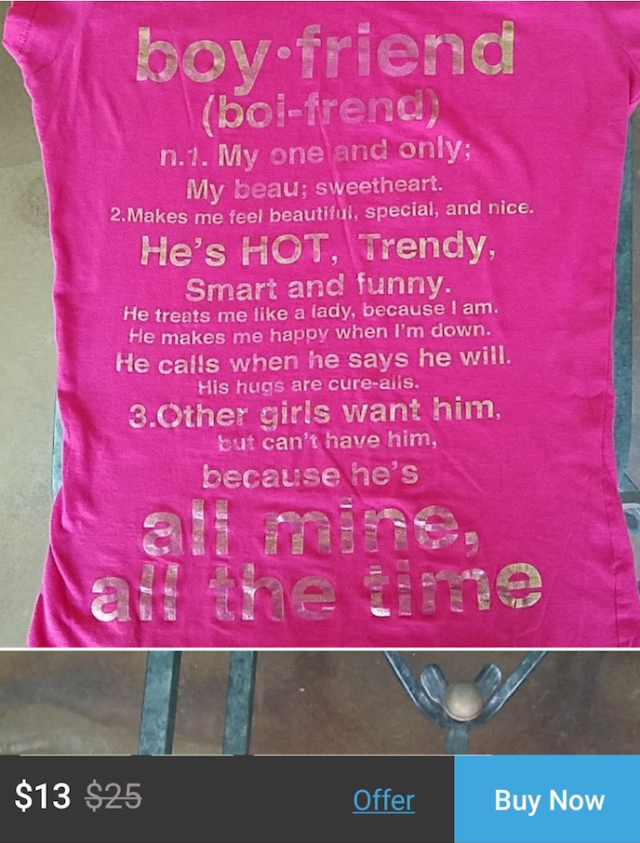 boy•friend
(boi-frend)
n.1. My one and only;
My beau; sweetheart.
2.Makes me feel beautiful, special, and nice.
He's HOT, Trendy,
Smart and funny.
He treats me like a lady, because I am.
He makes me happy when I'm down.
He calls when he says he will.
His hugs are cure-alls.
3.Other girls want him,
but can't have him,
because he's
all mine,
all the time
$13 $25 Offer Buy Now